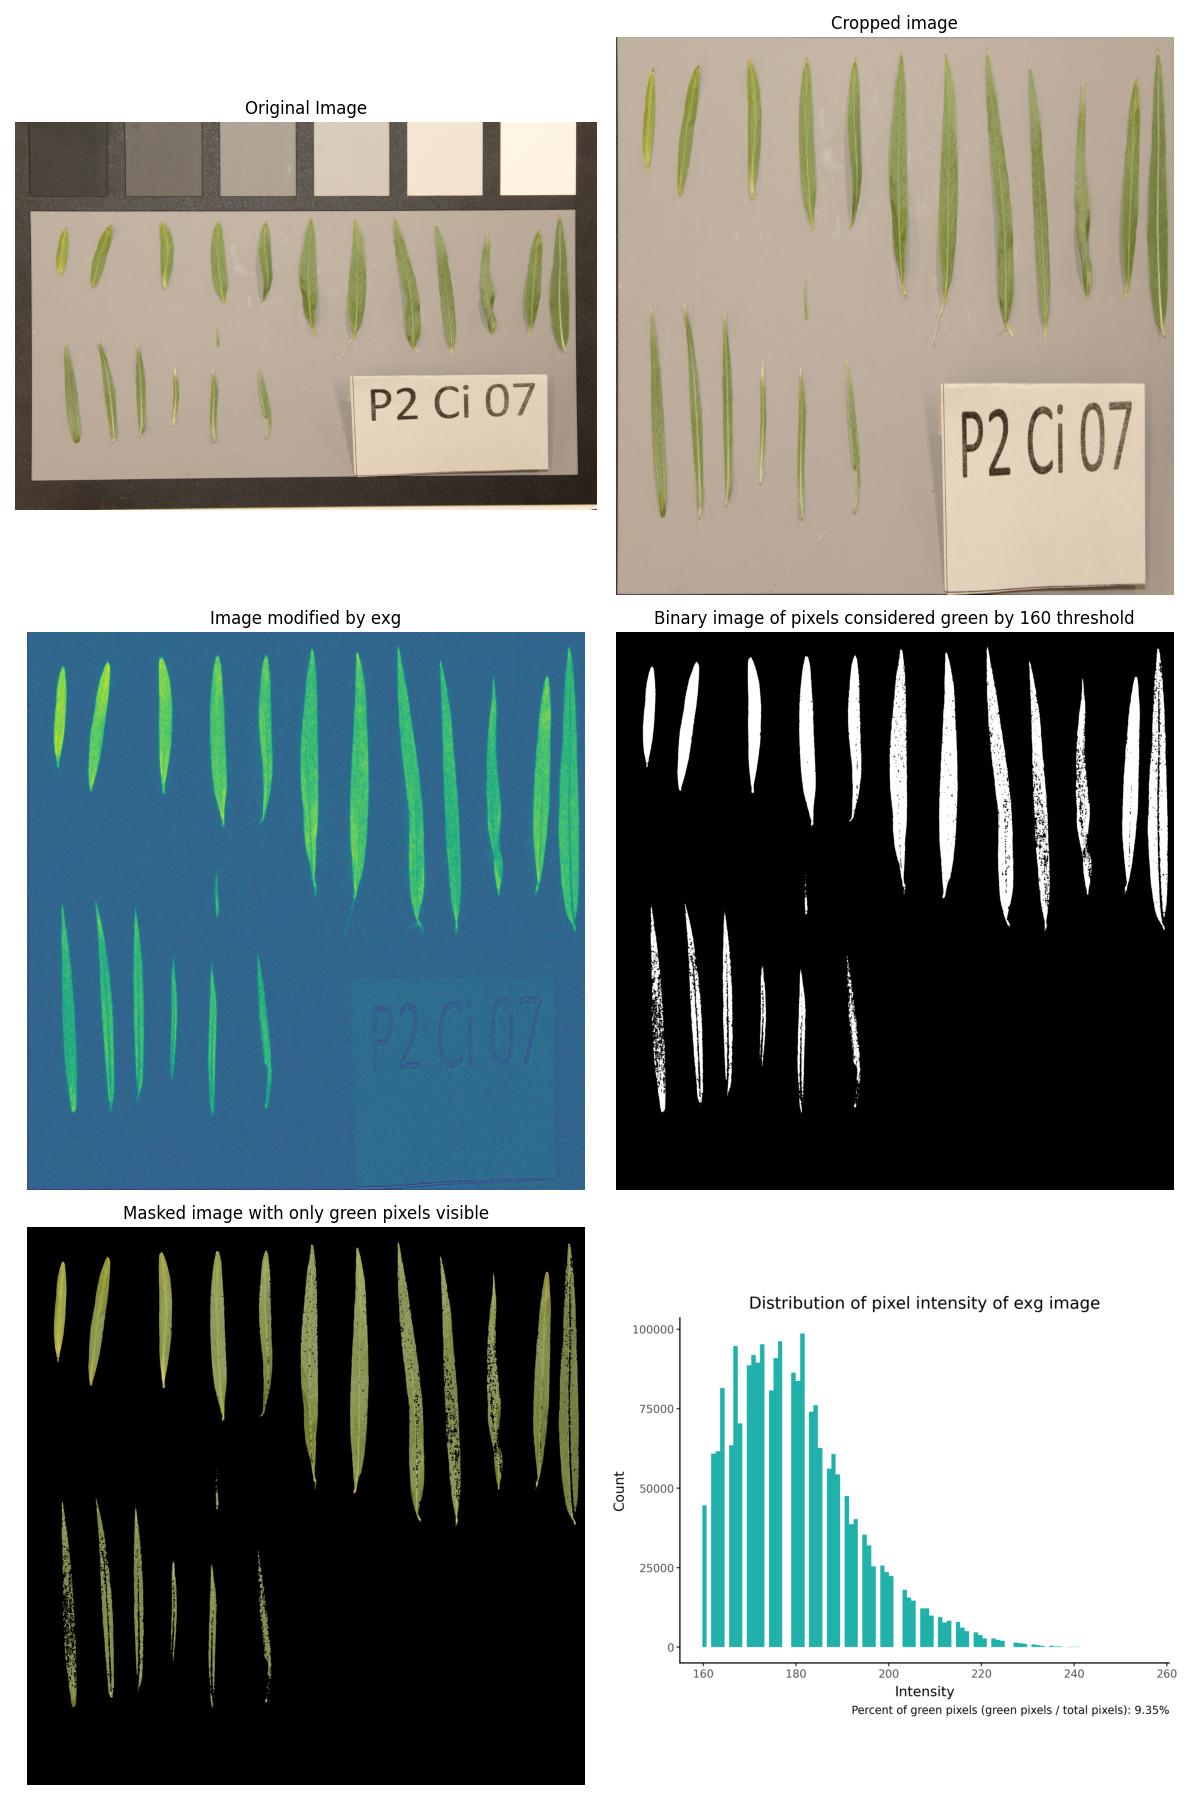 Original Image
P2 Ci 07
Cropped image
P2 Ci 07
Image modified by exg
P2 Ci 07
Binary image of pixels considered green by 160 threshold
Masked image with only green pixels visible
Distribution of pixel intensity of exg image
100000
75000
50000
25000
0
Count
160 180 200 220 240 260
Intensity
Percent of green pixels (green pixels / total pixels): 9.35%